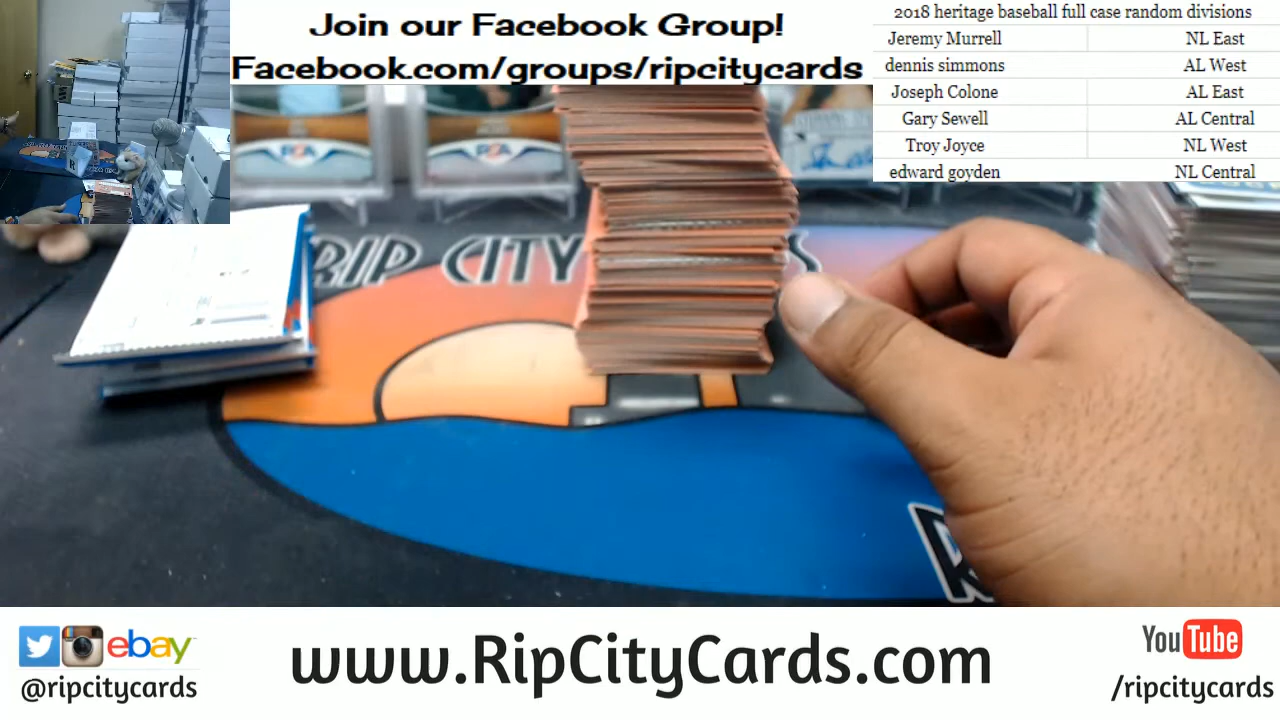 Join our Facebook Group!
Facebook.com/groups/ripcitycards
2018 heritage baseball full case random divisions
Jeremy Murrell NL East
dennis simmons AL West
Joseph Colone AL East
Gary Sewell AL Central
Troy Joyce NL West
edward goyden NL Central
RIP CITY
ebay
@ripcitycards
www.RipCityCards.com
YouTube
/ripcitycards